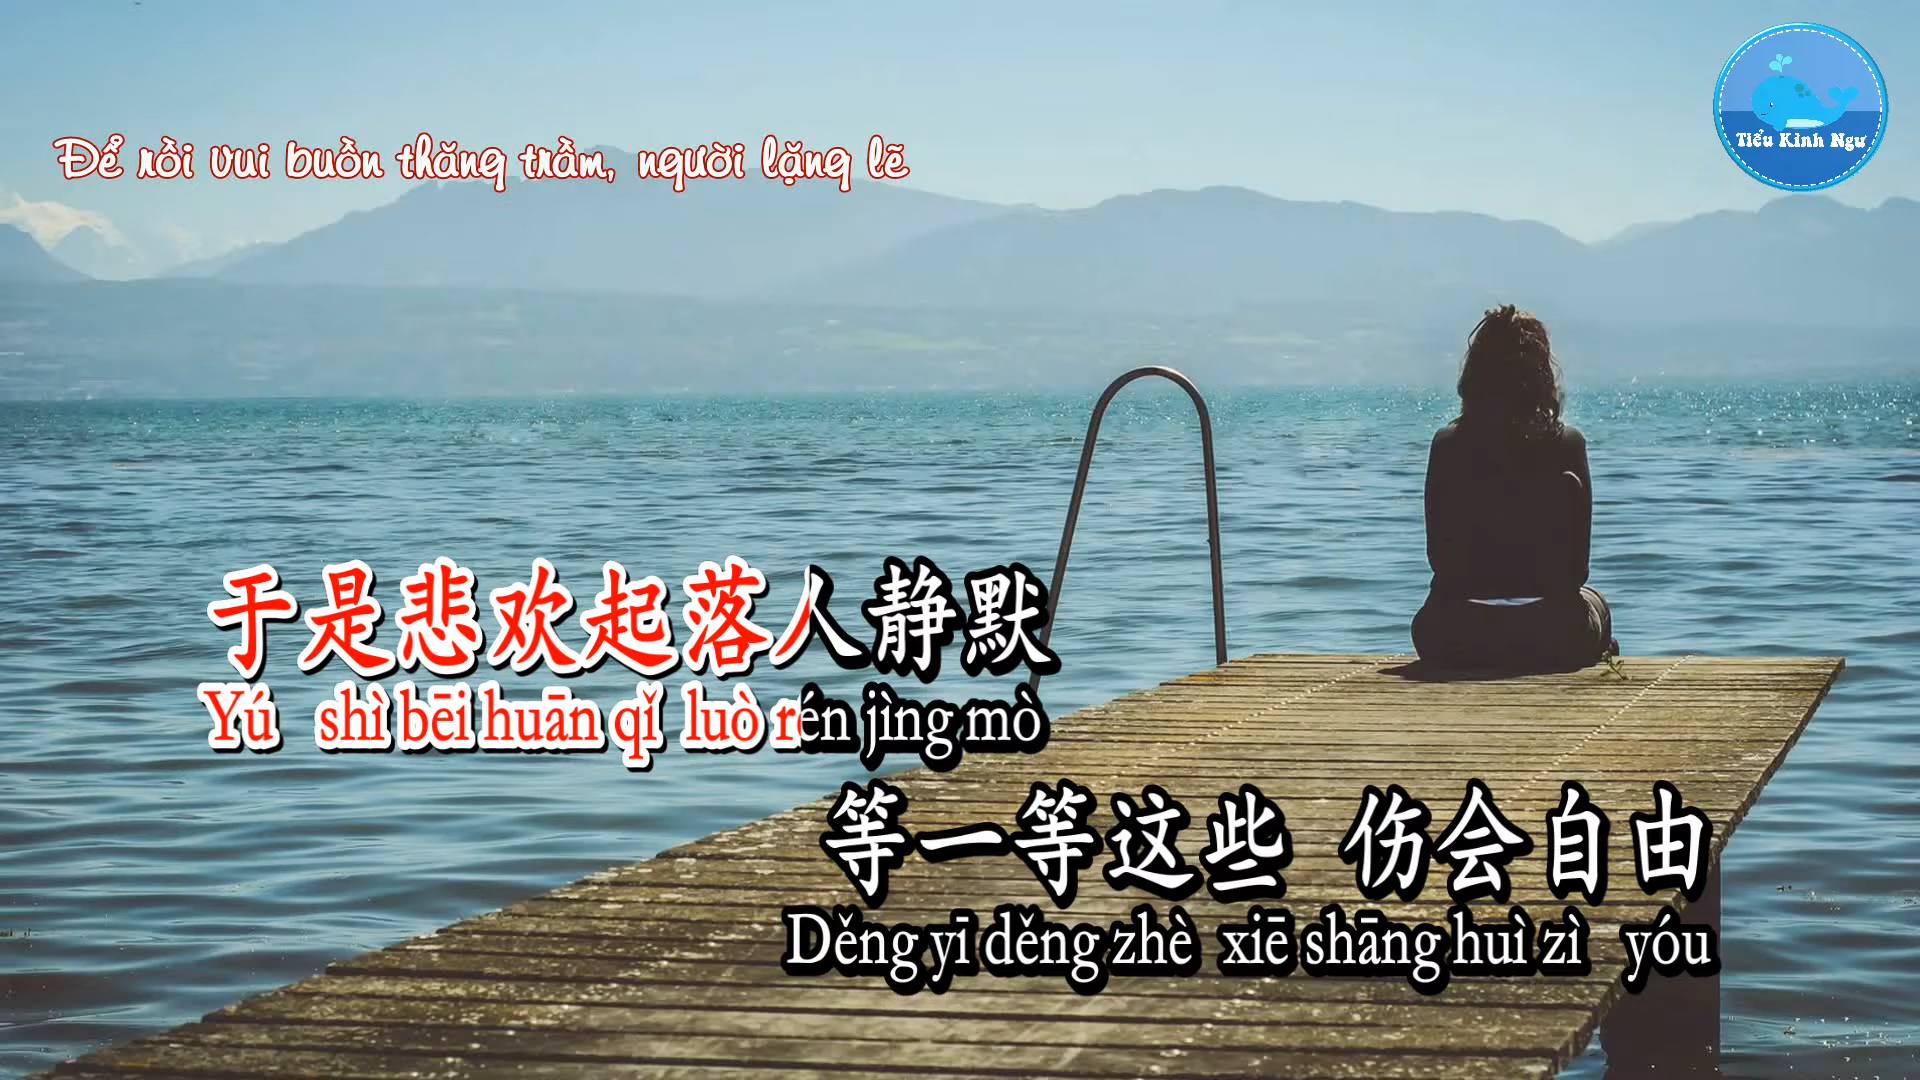 Để rồi vui buồn thăng trầm, người lặng lẽ
Tiểu Kình Ngư
于是悲欢起落人静默
Yú shì bēi huān qǐ luò rén jìng mò
等一等这些 伤会自由
Děng yī děng zhè xiē shāng huì zì yóu